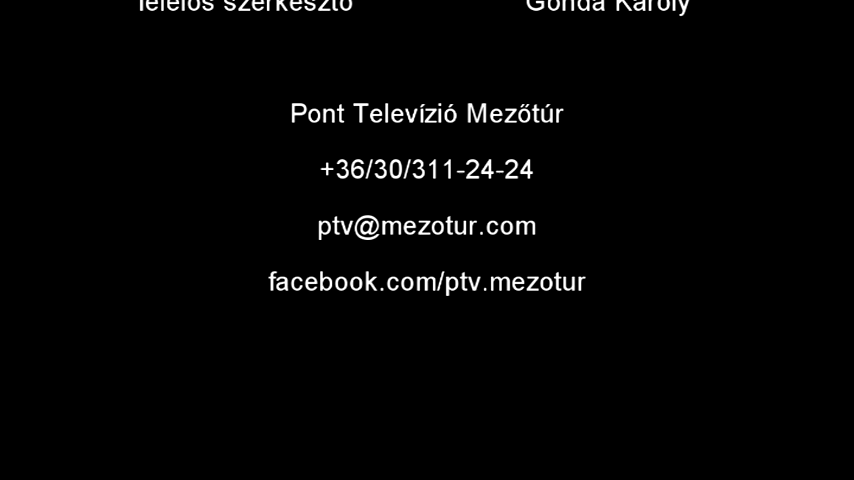 felelős szerkesztő Gonda Károly
Pont Televízió Mezőtúr
+36/30/311-24-24
ptv@mezotur.com
facebook.com/ptv.mezotur